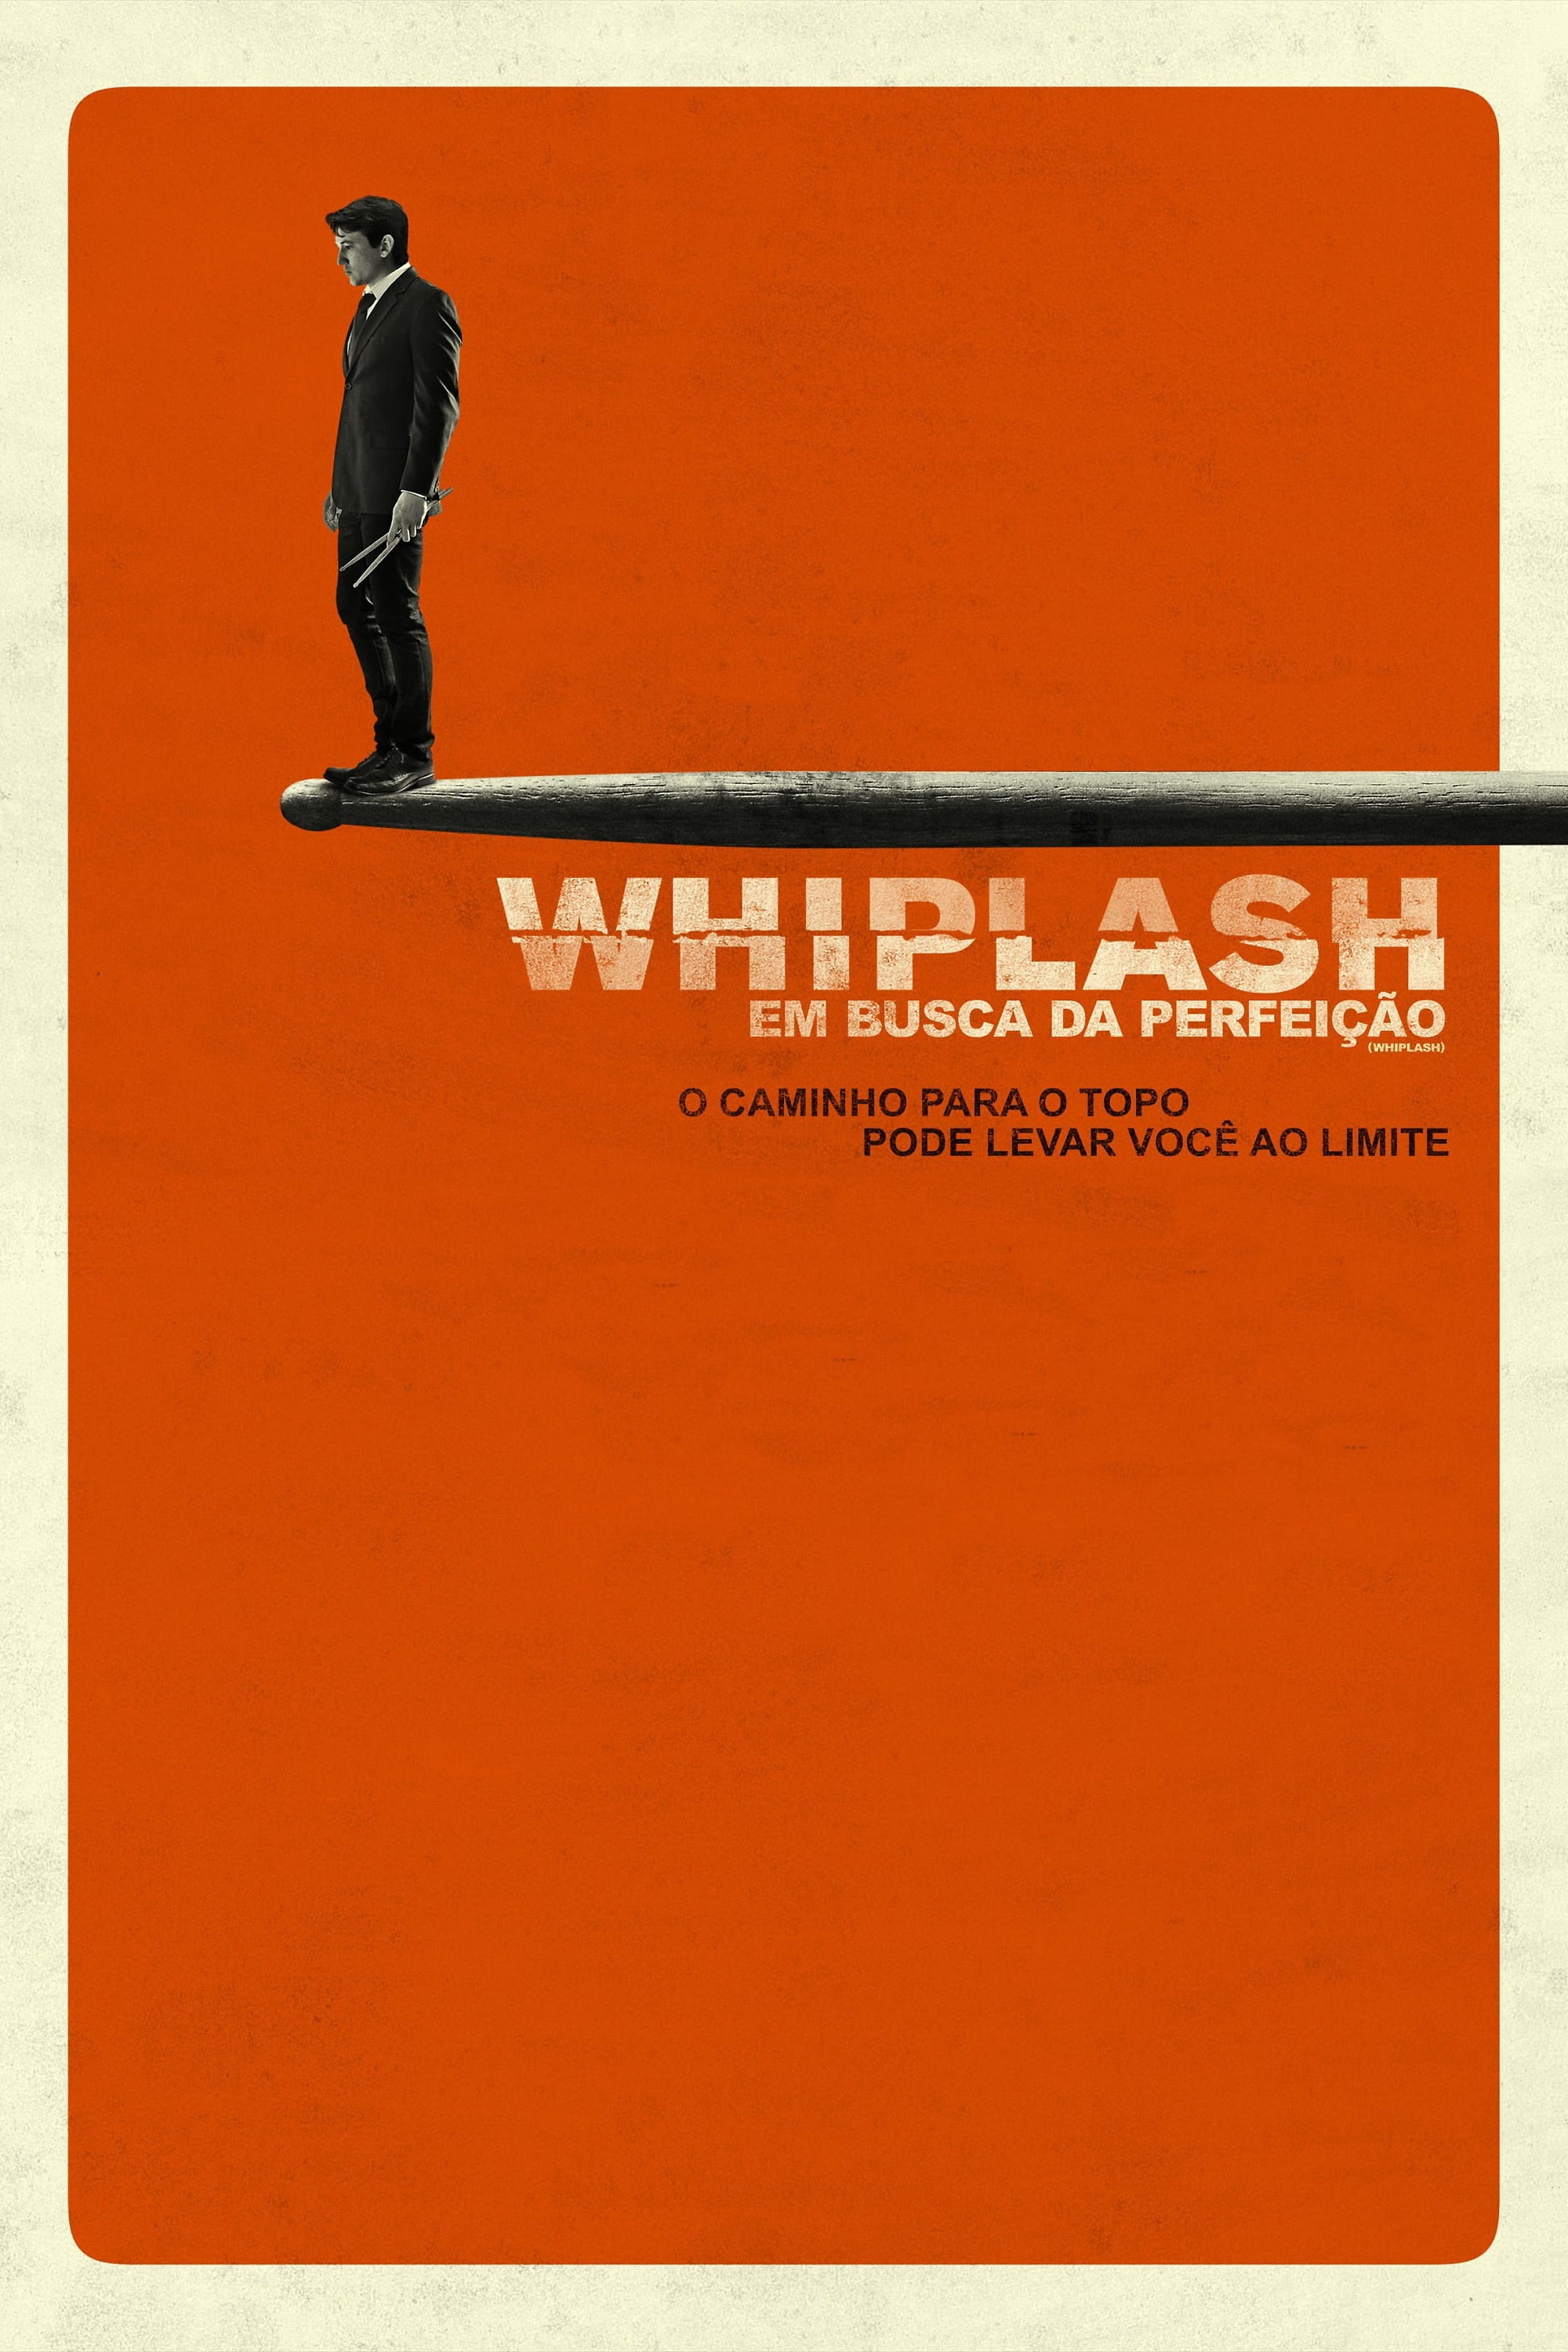 WHIPLASH
EM BUSCA DA PERFEIÇÃO
(WHIPLASH)
O CAMINHO PARA O TOPO
PODE LEVAR VOCÊ AO LIMITE